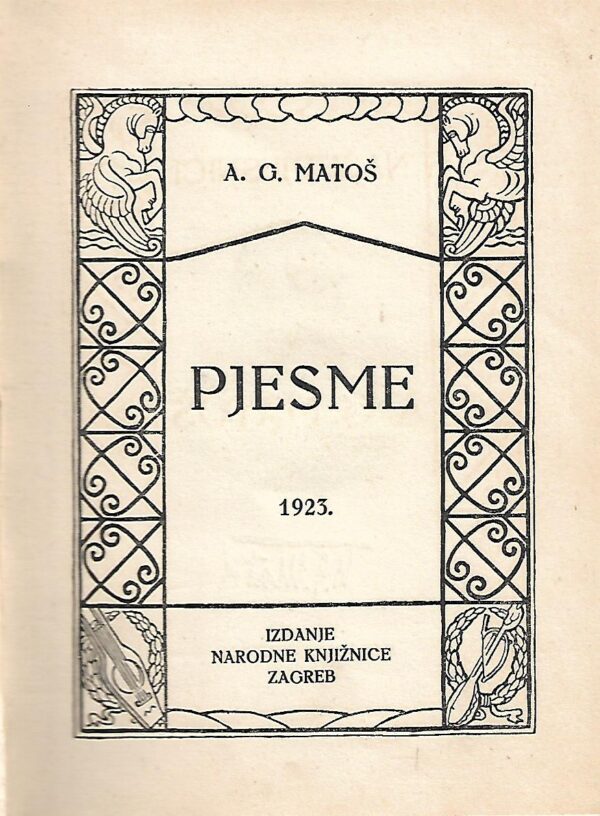 A. G. MATOŠ
PJESME
1923.
IZDANJE
NARODNE KNJIŽNICE
ZAGREB